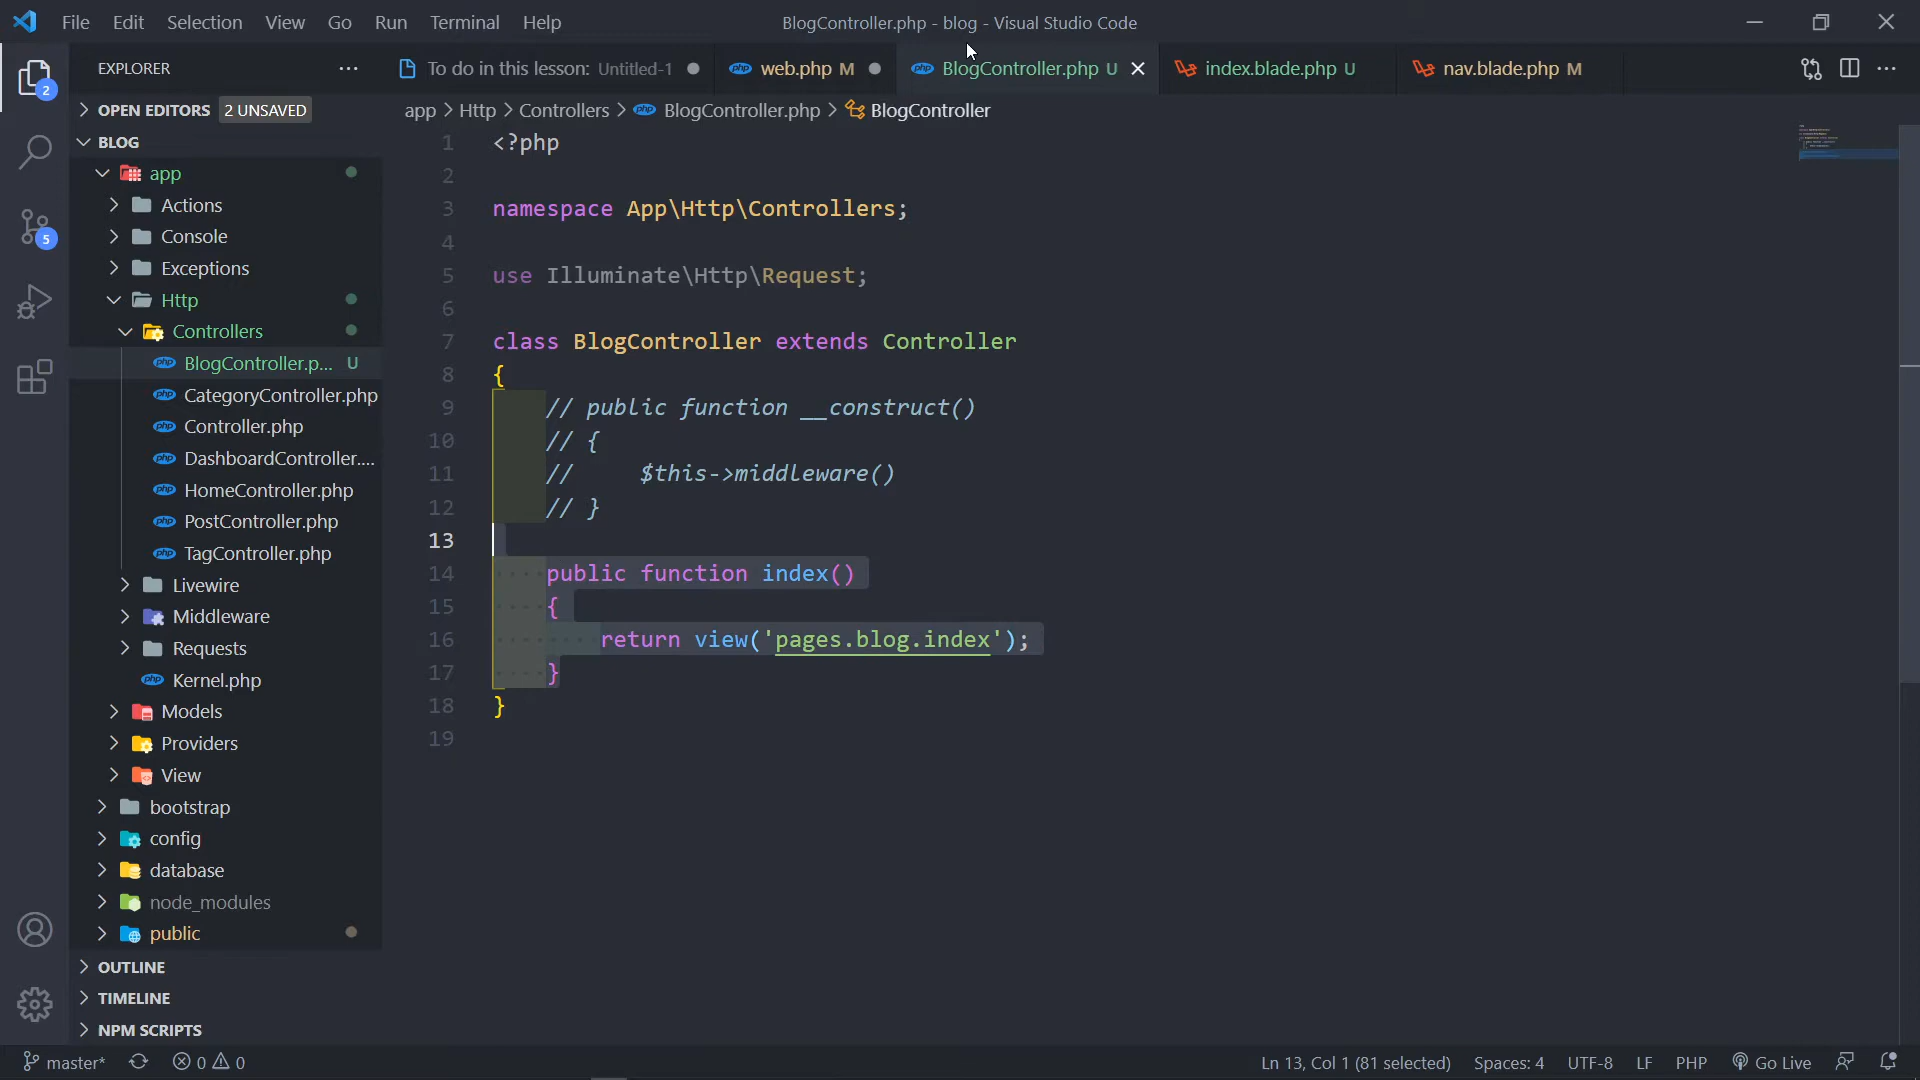 File Edit Selection View Go Run Terminal Help
BlogController.php - blog - Visual Studio Code
EXPLORER
To do in this lesson: Untitled-1
web.php M
BlogController.php U
index.blade.php U
nav.blade.php M
OPEN EDITORS 2 UNSAVED
app > Http > Controllers > BlogController.php > BlogController
BLOG
app
Actions
Console
Exceptions
Http
Controllers
BlogController.p... U
CategoryController.php
Controller.php
DashboardController....
HomeController.php
PostController.php
TagController.php
Livewire
Middleware
Requests
Kernel.php
Models
Providers
View
bootstrap
config
database
node_modules
public
OUTLINE
TIMELINE
NPM SCRIPTS
2
5
1 <?php
2
3 namespace App\Http\Controllers;
4
5 use Illuminate\Http\Request;
6
7 class BlogController extends Controller
8 {
9 // public function __construct()
10 // {
11 // $this->middleware()
12 // }
13
14 public function index()
15 {
16 return view('pages.blog.index');
17 }
18 }
19
master* 0 0
Ln 13, Col 1 (81 selected) Spaces: 4 UTF-8 LF PHP Go Live